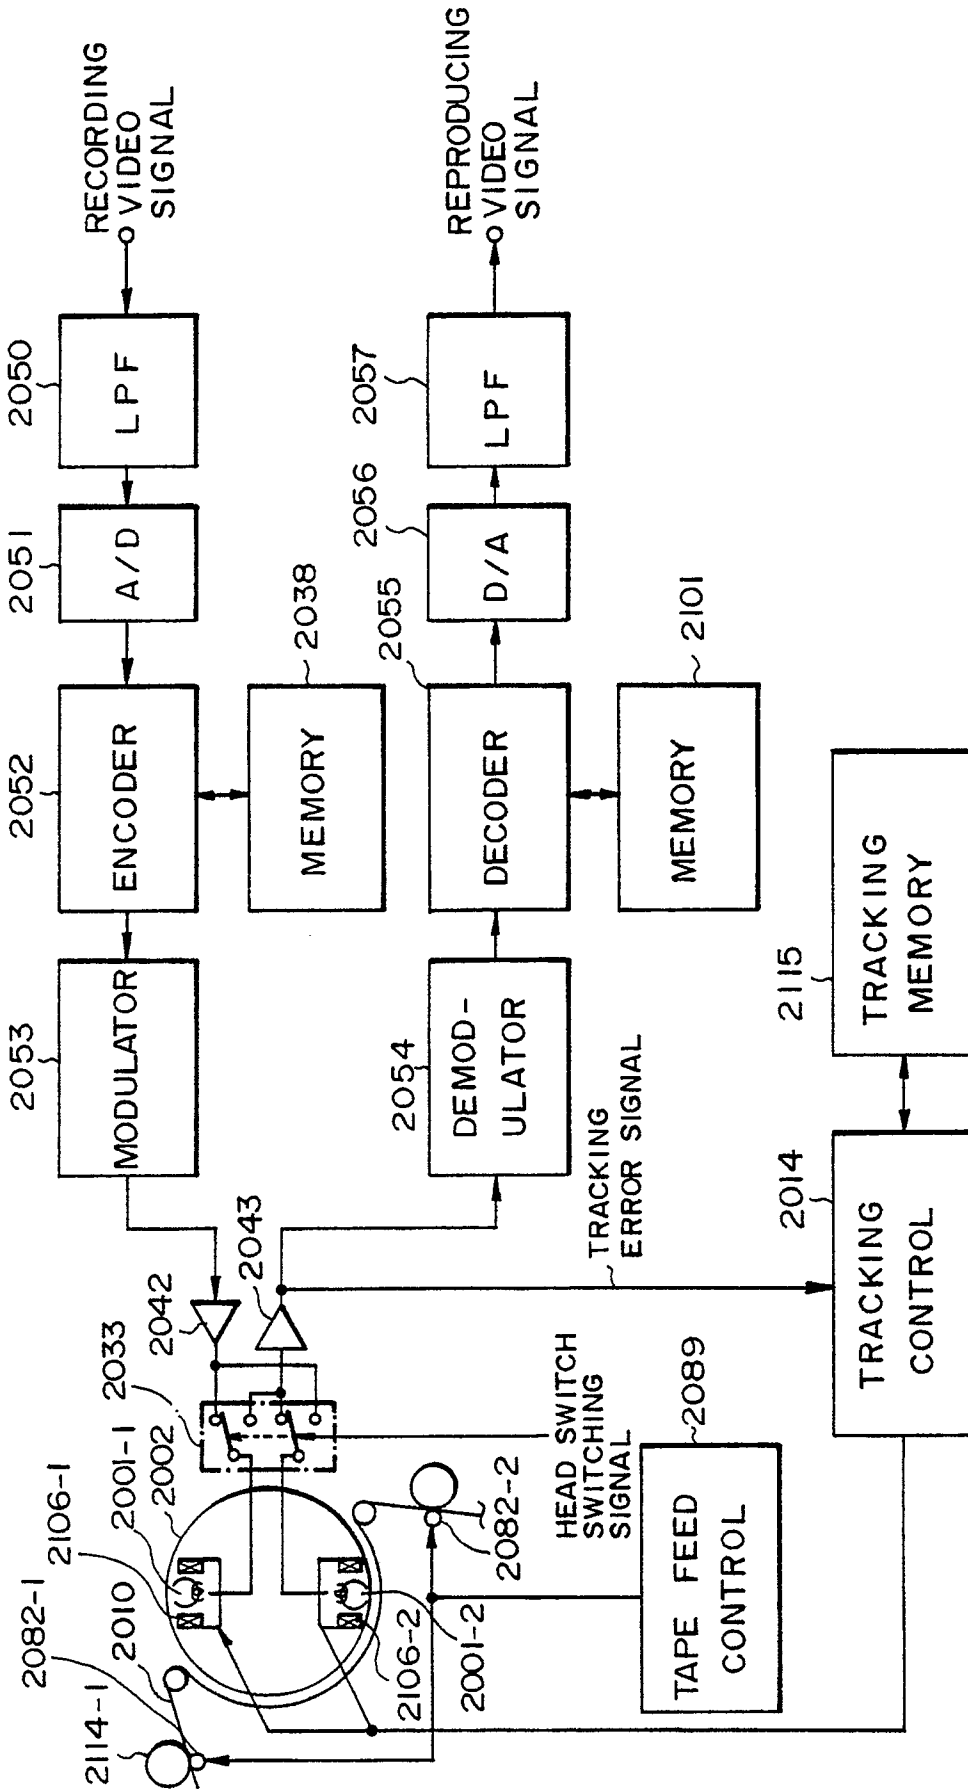 RECORDING
VIDEO
SIGNAL
2050
LPF
2051
A/D
2052
ENCODER
2038
MEMORY
2053
MODULATOR
2042
2043
2033
2002
2001-1
2106-1
2082-1
2010
2114-1
REPRODUCING
VIDEO
SIGNAL
2057
LPF
2056
D/A
2055
DECODER
2101
MEMORY
2054
DEMOD-
ULATOR
TRACKING
ERROR SIGNAL
HEAD SWITCH
SWITCHING
SIGNAL
2082-2
2001-2
2106-2
2115
TRACKING
MEMORY
2014
TRACKING
CONTROL
2089
TAPE FEED
CONTROL